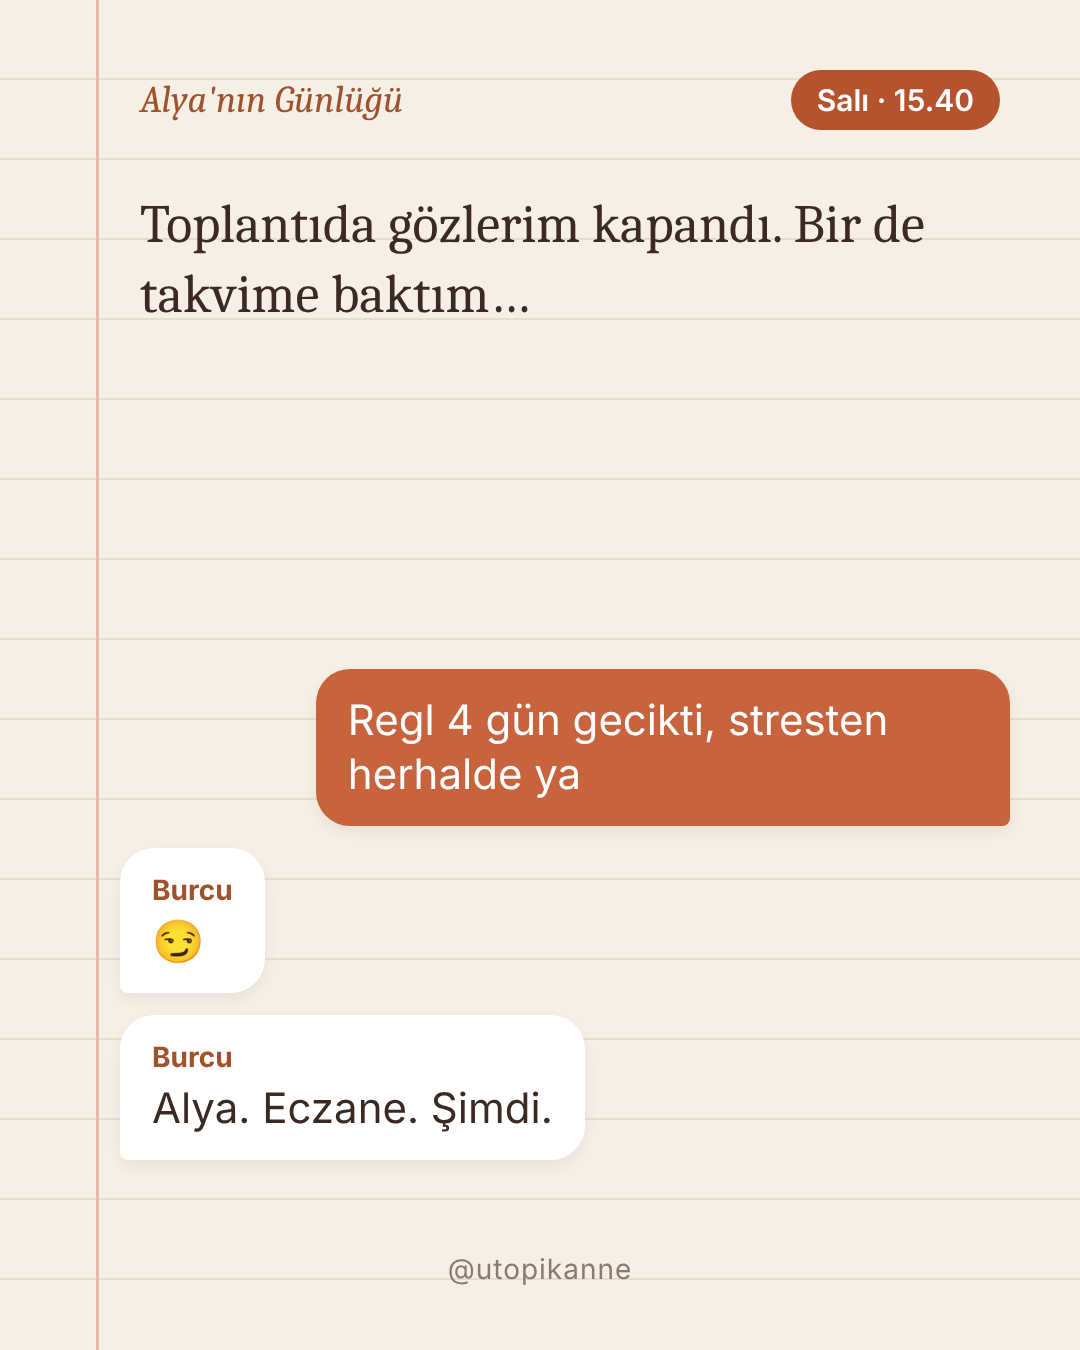 Alya'nın Günlüğü
Salı · 15.40
Toplantıda gözlerim kapandı. Bir de
takvime baktım…
Regl 4 gün gecikti, stresten
herhalde ya
Burcu
😏
Burcu
Alya. Eczane. Şimdi.
@utopikanne